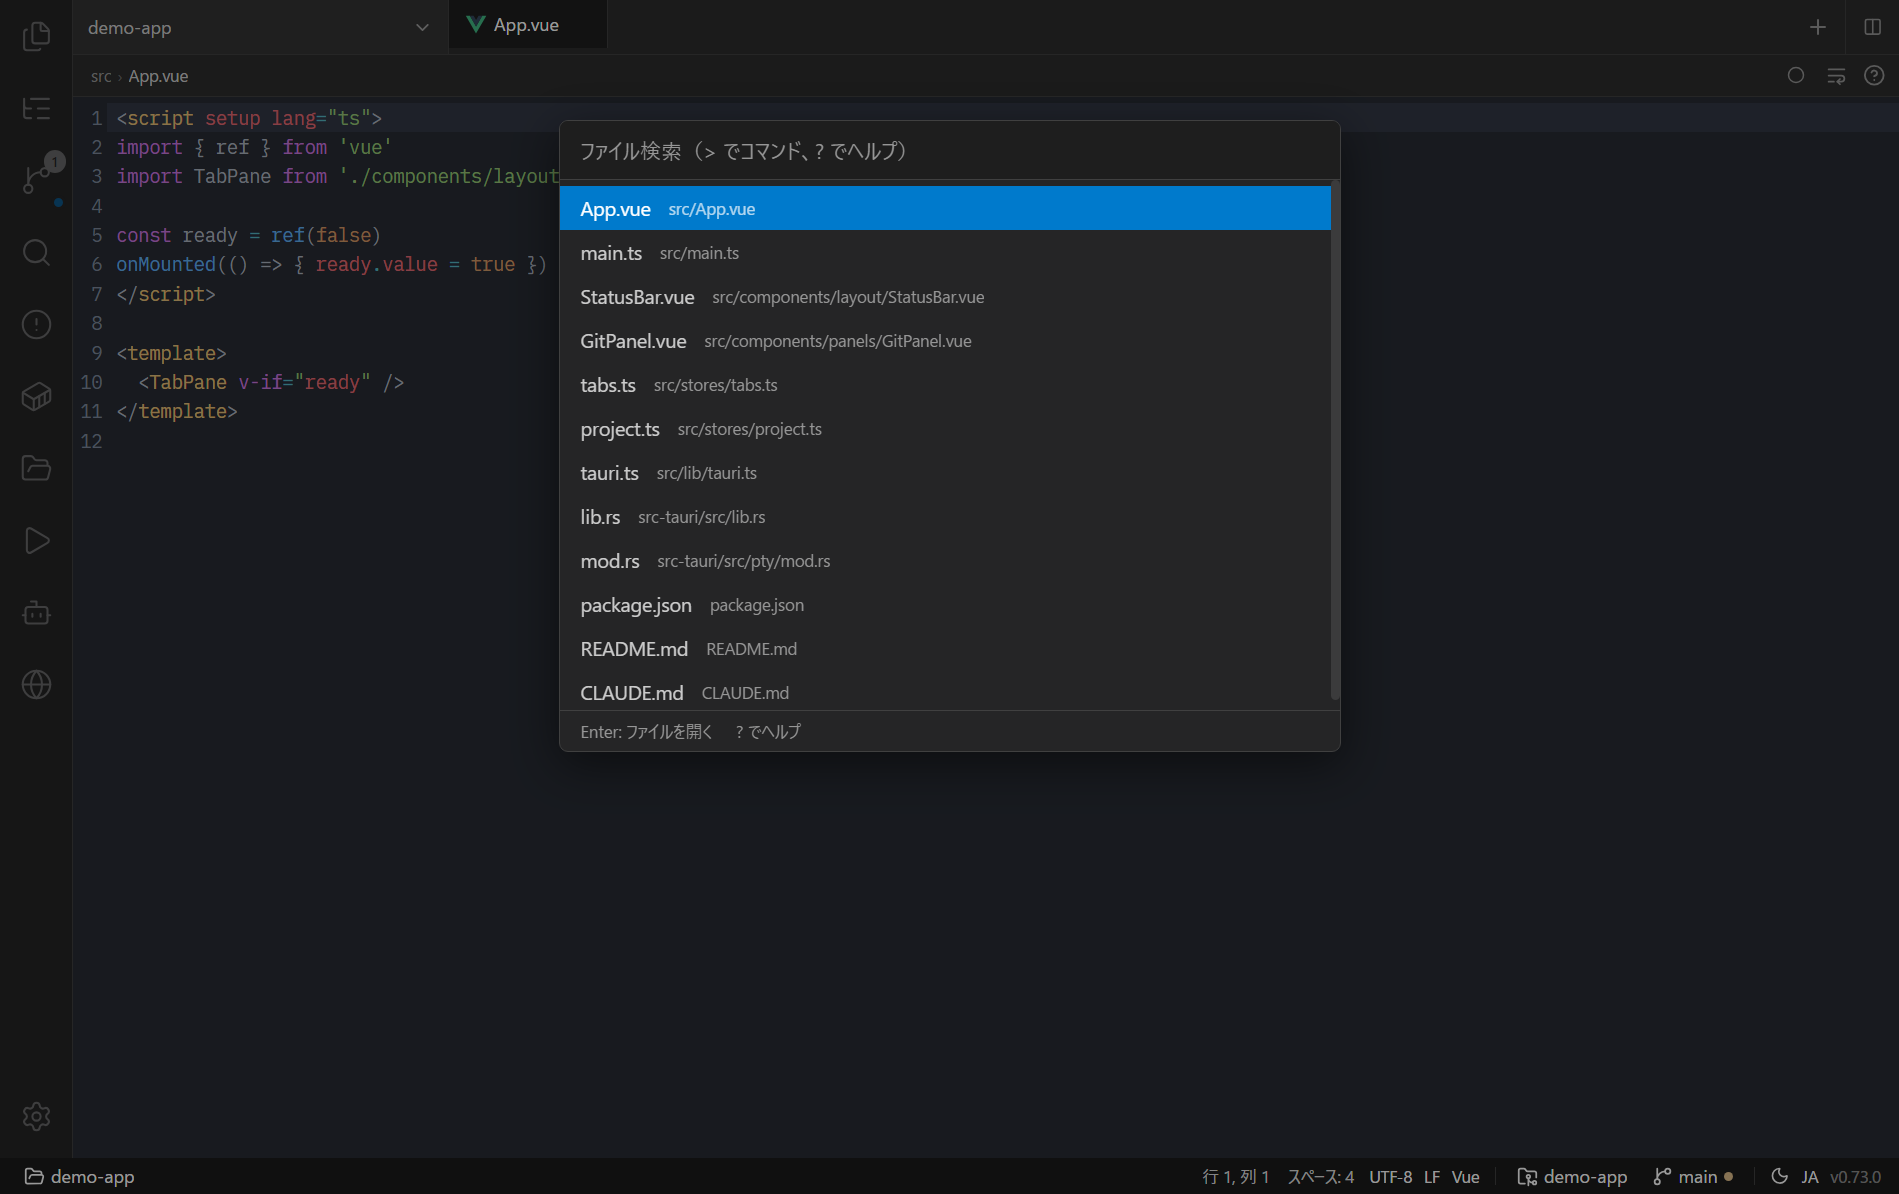 demo-app
App.vue
src › App.vue
1 <script setup lang="ts">
2 import { ref } from 'vue'
3 import TabPane from './components/layout
4
5 const ready = ref(false)
6 onMounted(() => { ready.value = true })
7 </script>
8
9 <template>
10 <TabPane v-if="ready" />
11 </template>
12
1
ファイル検索（> でコマンド、? でヘルプ）
App.vue src/App.vue
main.ts src/main.ts
StatusBar.vue src/components/layout/StatusBar.vue
GitPanel.vue src/components/panels/GitPanel.vue
tabs.ts src/stores/tabs.ts
project.ts src/stores/project.ts
tauri.ts src/lib/tauri.ts
lib.rs src-tauri/src/lib.rs
mod.rs src-tauri/src/pty/mod.rs
package.json package.json
README.md README.md
CLAUDE.md CLAUDE.md
Enter: ファイルを開く ? でヘルプ
demo-app
行 1, 列 1 スペース: 4 UTF-8 LF Vue demo-app main JA v0.73.0